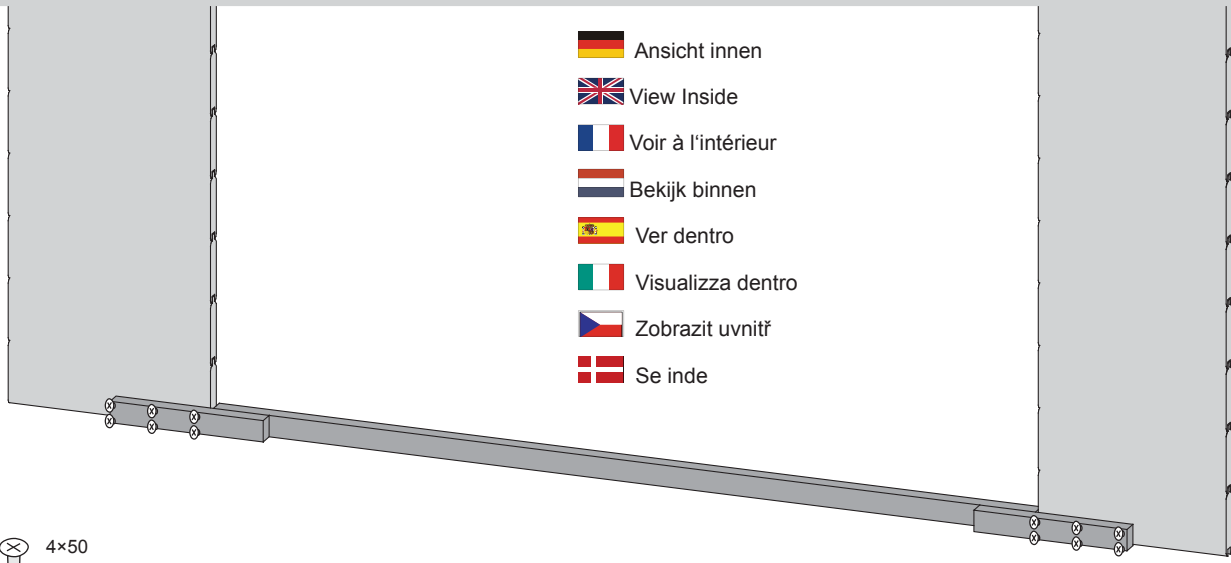 Ansicht innen
View Inside
Voir à l‘intérieur
Bekijk binnen
Ver dentro
Visualizza dentro
Zobrazit uvnitř
Se inde
4×50